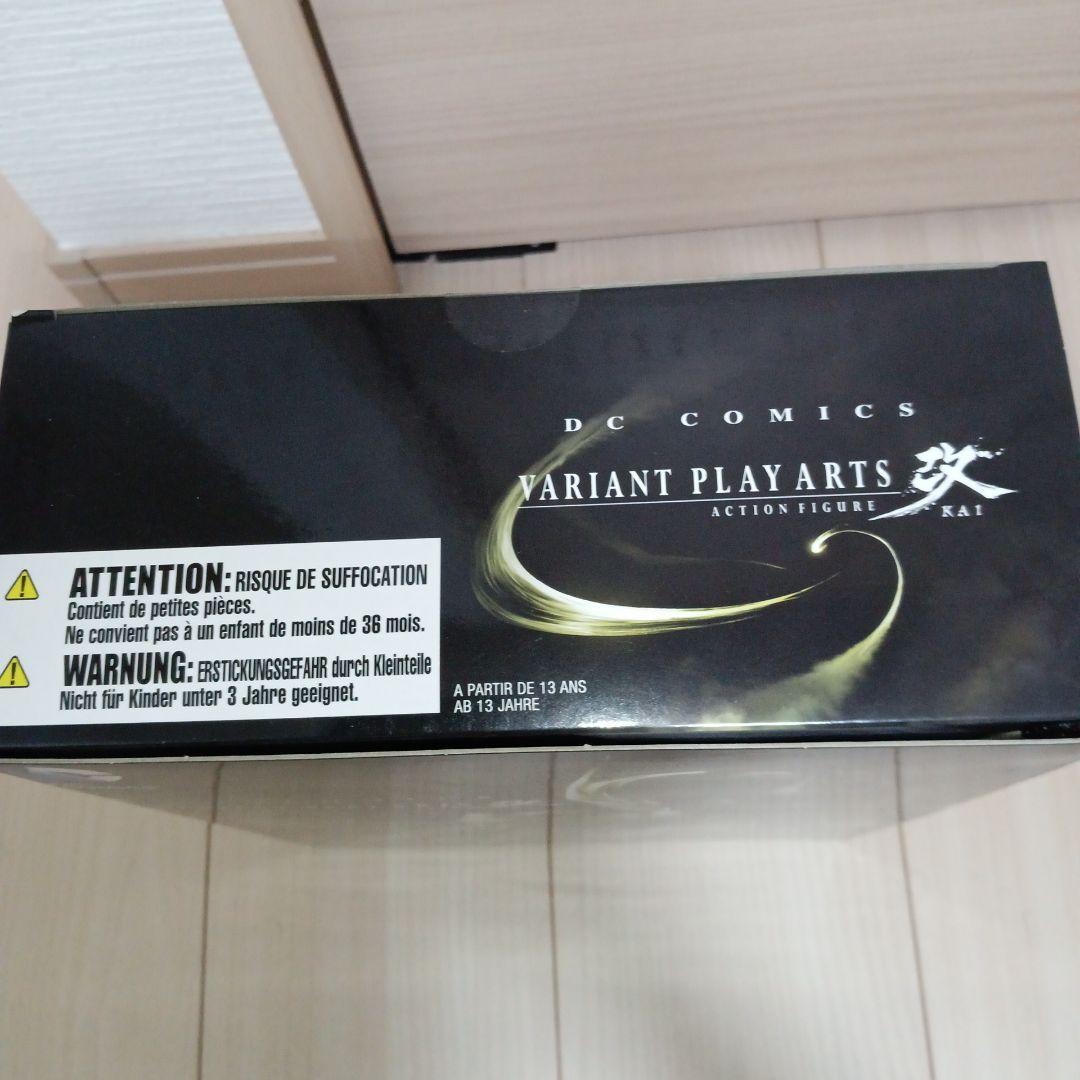 DC COMICS
VARIANT PLAY ARTS 改
ACTION FIGURE KAI
ATTENTION: RISQUE DE SUFFOCATION
Contient de petites pièces.
Ne convient pas à un enfant de moins de 36 mois.
WARNUNG: ERSTICKUNGSGEFAHR durch Kleinteile
Nicht für Kinder unter 3 Jahre geeignet.
A PARTIR DE 13 ANS
AB 13 JAHRE